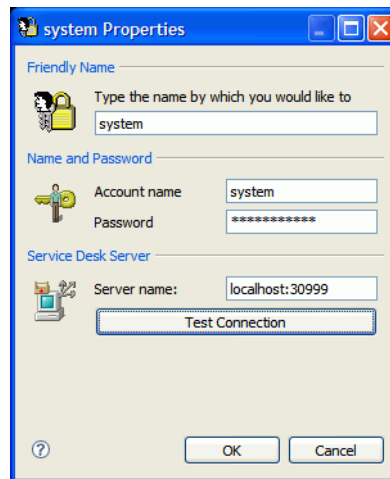 system Properties
Friendly Name
Type the name by which you would like to
system
Name and Password
Account name system
Password ***********
Service Desk Server
Server name: localhost:30999
Test Connection
? OK Cancel